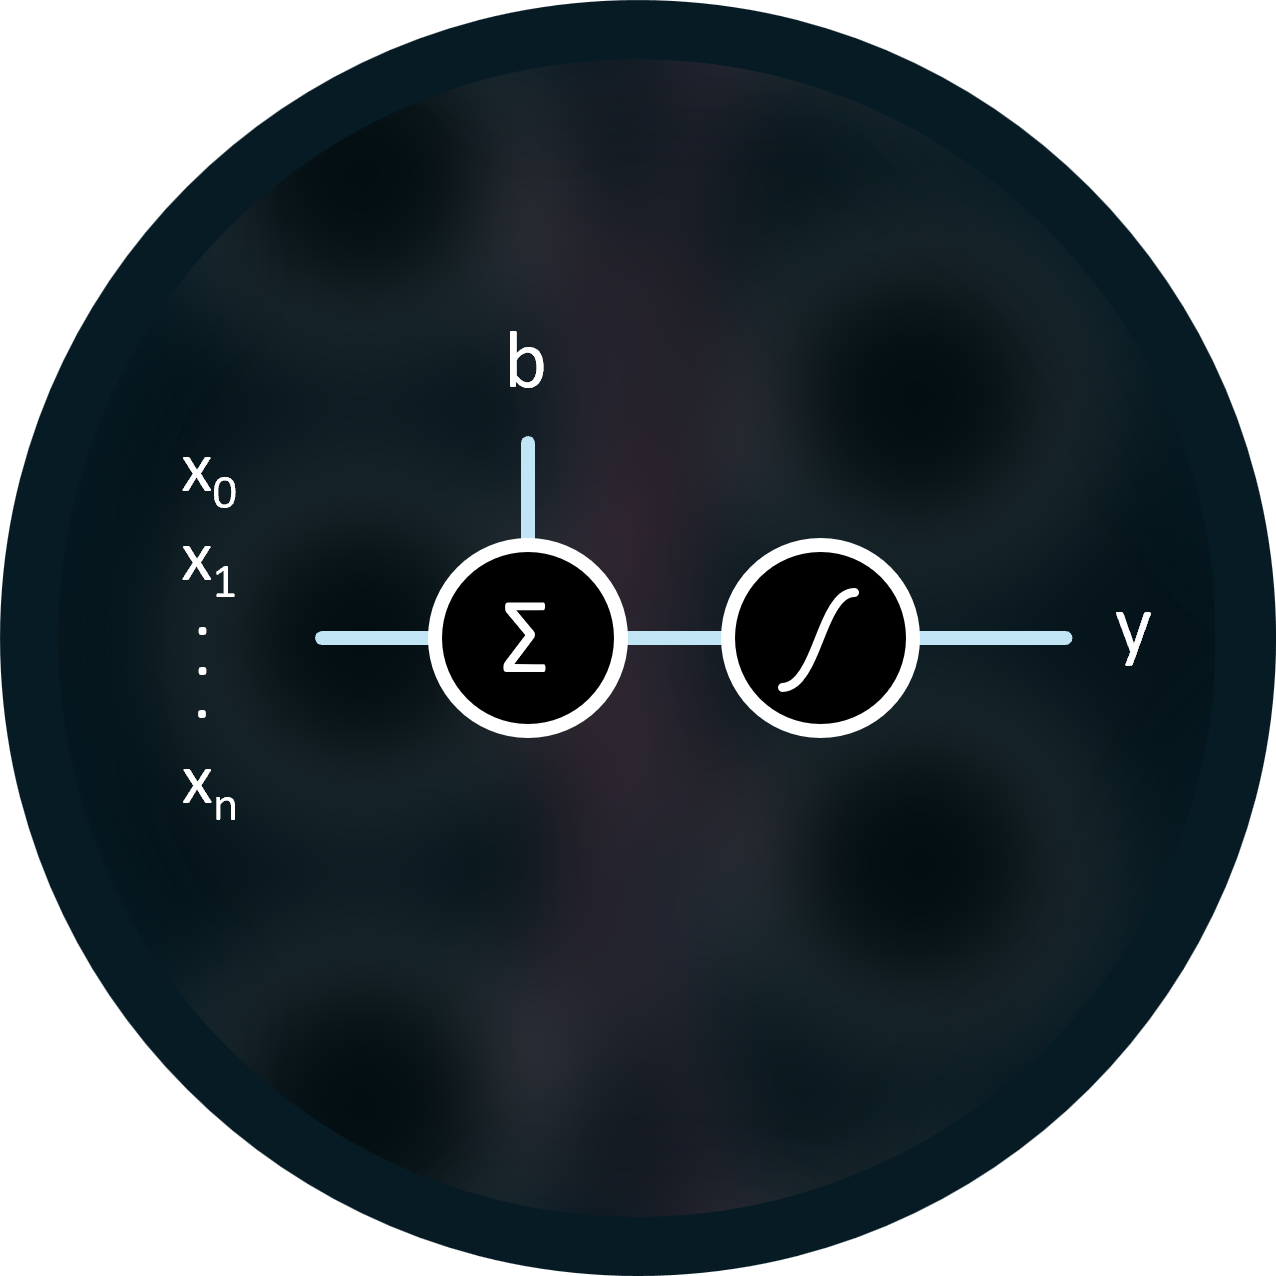 b
x₀
x₁
.
.
.
xₙ
Σ
∫
y